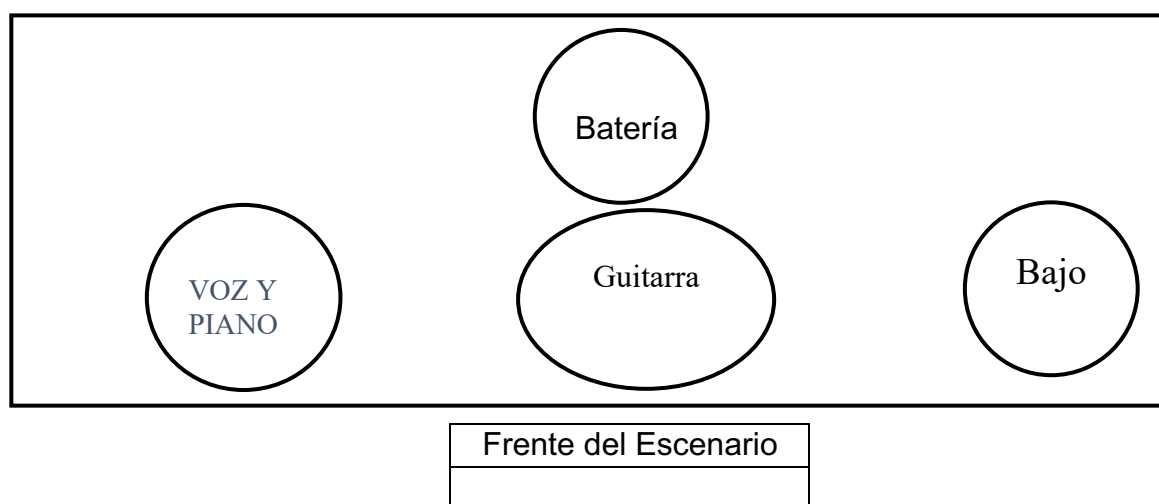 Batería
VOZ Y
PIANO
Guitarra
Bajo
Frente del Escenario